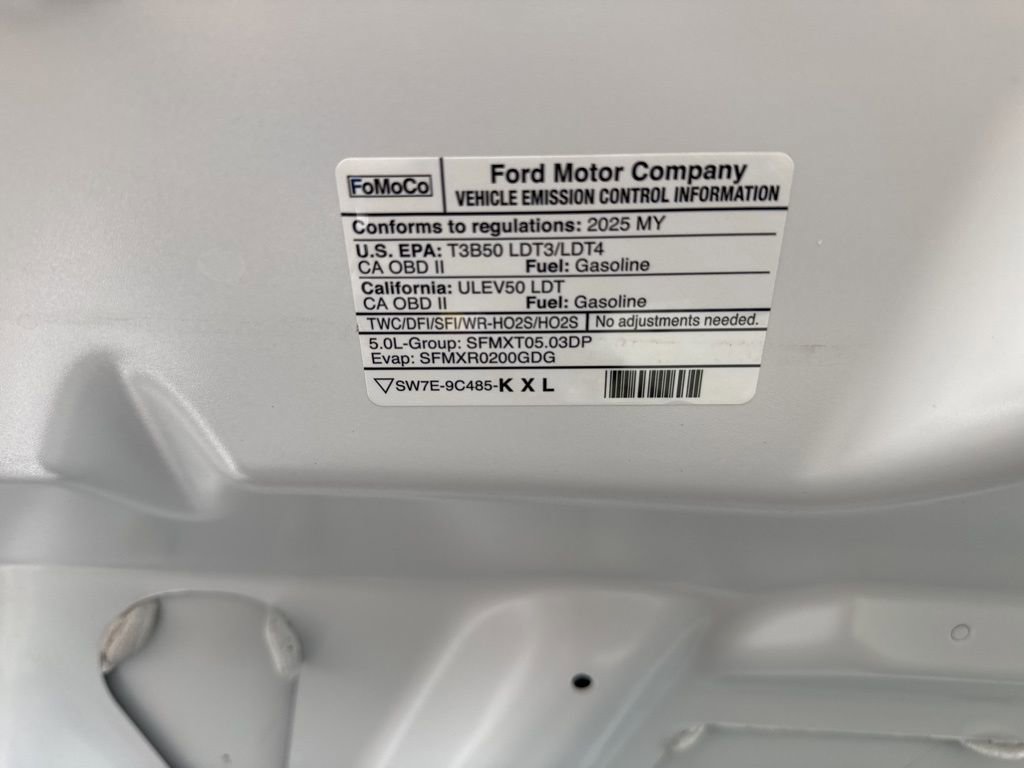 FoMoCo
Ford Motor Company
VEHICLE EMISSION CONTROL INFORMATION
Conforms to regulations: 2025 MY
U.S. EPA: T3B50 LDT3/LDT4
CA OBD II Fuel: Gasoline
California: ULEV50 LDT
CA OBD II Fuel: Gasoline
TWC/DFI/SFI/WR-HO2S/HO2S No adjustments needed.
5.0L-Group: SFMXT05.03DP
Evap: SFMXR0200GDG
SW7E-9C485-K X L